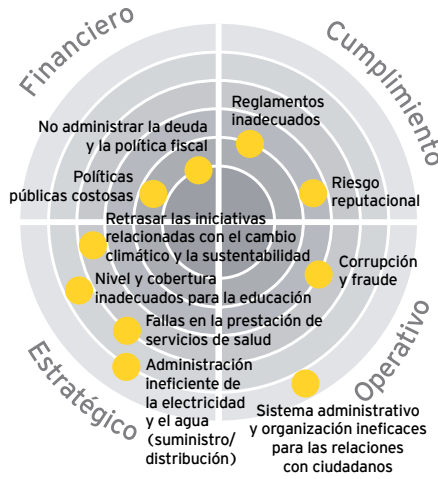 Financiero
Cumplimiento
Reglamentos
inadecuados
No administrar la deuda
y la política fiscal
Políticas
públicas costosas
Riesgo
reputacional
Retrasar las iniciativas
relacionadas con el cambio
climático y la sustentabilidad
Nivel y cobertura
inadecuados para la educación
Corrupción
y fraude
Fallas en la prestación de
servicios de salud
Administración
ineficiente de
la electricidad
y el agua
(suministro/
distribución)
Sistema administrativo
y organización ineficaces
para las relaciones
con ciudadanos
Estratégico
Operativo